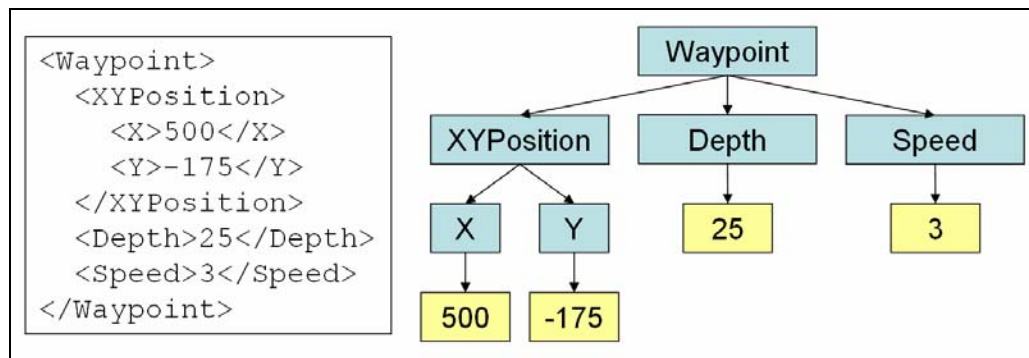 <Waypoint>
<XYPosition>
<X>500</X>
<Y>-175</Y>
</XYPosition>
<Depth>25</Depth>
<Speed>3</Speed>
</Waypoint>
Waypoint
XYPosition Depth Speed
X Y 25 3
500 -175